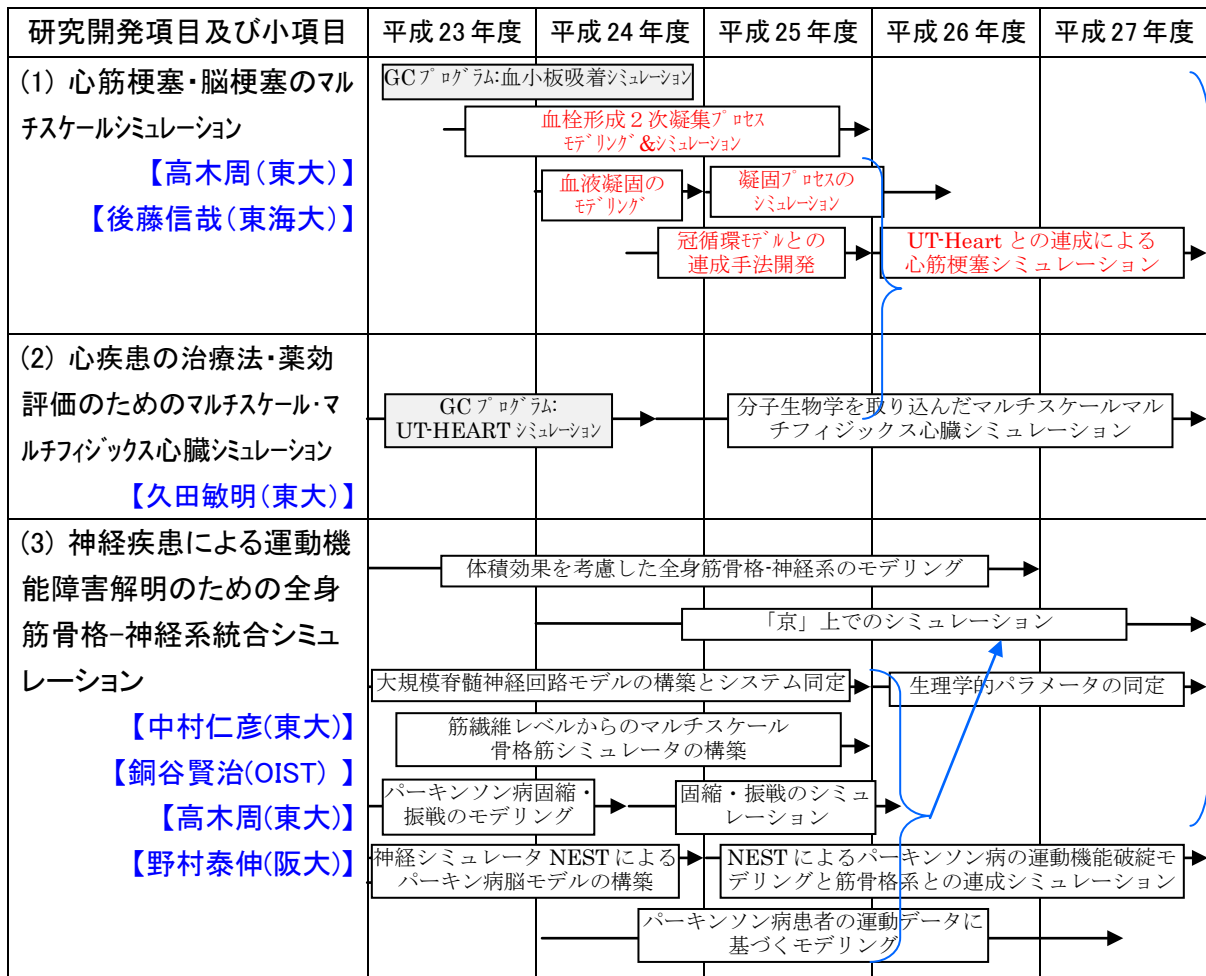 研究開発項目及び小項目
平成23年度
平成24年度
平成25年度
平成26年度
平成27年度
(1) 心筋梗塞・脳梗塞のマル
チスケールシミュレーション
【高木周(東大)】
【後藤信哉(東海大)】
GCプログラム:血小板吸着シミュレーション
血栓形成2次凝集プロセス
モデリング&シミュレーション
血液凝固の
モデリング
凝固プロセスの
シミュレーション
冠循環モデルとの
連成手法開発
UT-Heart との連成による
心筋梗塞シミュレーション
(2) 心疾患の治療法・薬効
評価のためのマルチスケール・マ
ルチフィジックス心臓シミュレーション
【久田敏明(東大)】
GCプログラム:
UT-HEARTシミュレーション
分子生物学を取り込んだマルチスケールマル
チフィジックス心臓シミュレーション
(3) 神経疾患による運動機
能障害解明のための全身
筋骨格-神経系統合シミュ
レーション
【中村仁彦(東大)】
【銅谷賢治(OIST) 】
【高木周(東大)】
【野村泰伸(阪大)】
体積効果を考慮した全身筋骨格-神経系のモデリング
「京」上でのシミュレーション
大規模脊髄神経回路モデルの構築とシステム同定
生理学的パラメータの同定
筋繊維レベルからのマルチスケール
骨格筋シミュレータの構築
パーキンソン病固縮・
振戦のモデリング
固縮・振戦のシミュ
レーション
神経シミュレータ NEST による
パーキン病脳モデルの構築
NEST によるパーキンソン病の運動機能破綻モ
デリングと筋骨格系との連成シミュレーション
パーキンソン病患者の運動データに
基づくモデリング